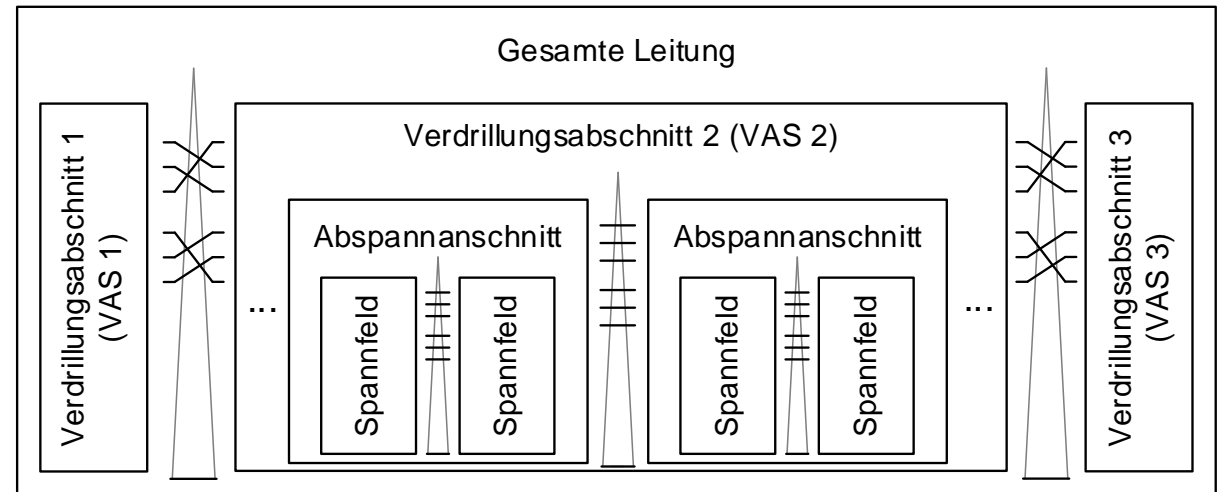 Gesamte Leitung
Verdrillungsabschnitt 1
(VAS 1)
Verdrillungsabschnitt 2 (VAS 2)
Abspannanschnitt
Spannfeld
Spannfeld
Abspannanschnitt
Spannfeld
Spannfeld
...
...
Verdrillungsabschnitt 3
(VAS 3)